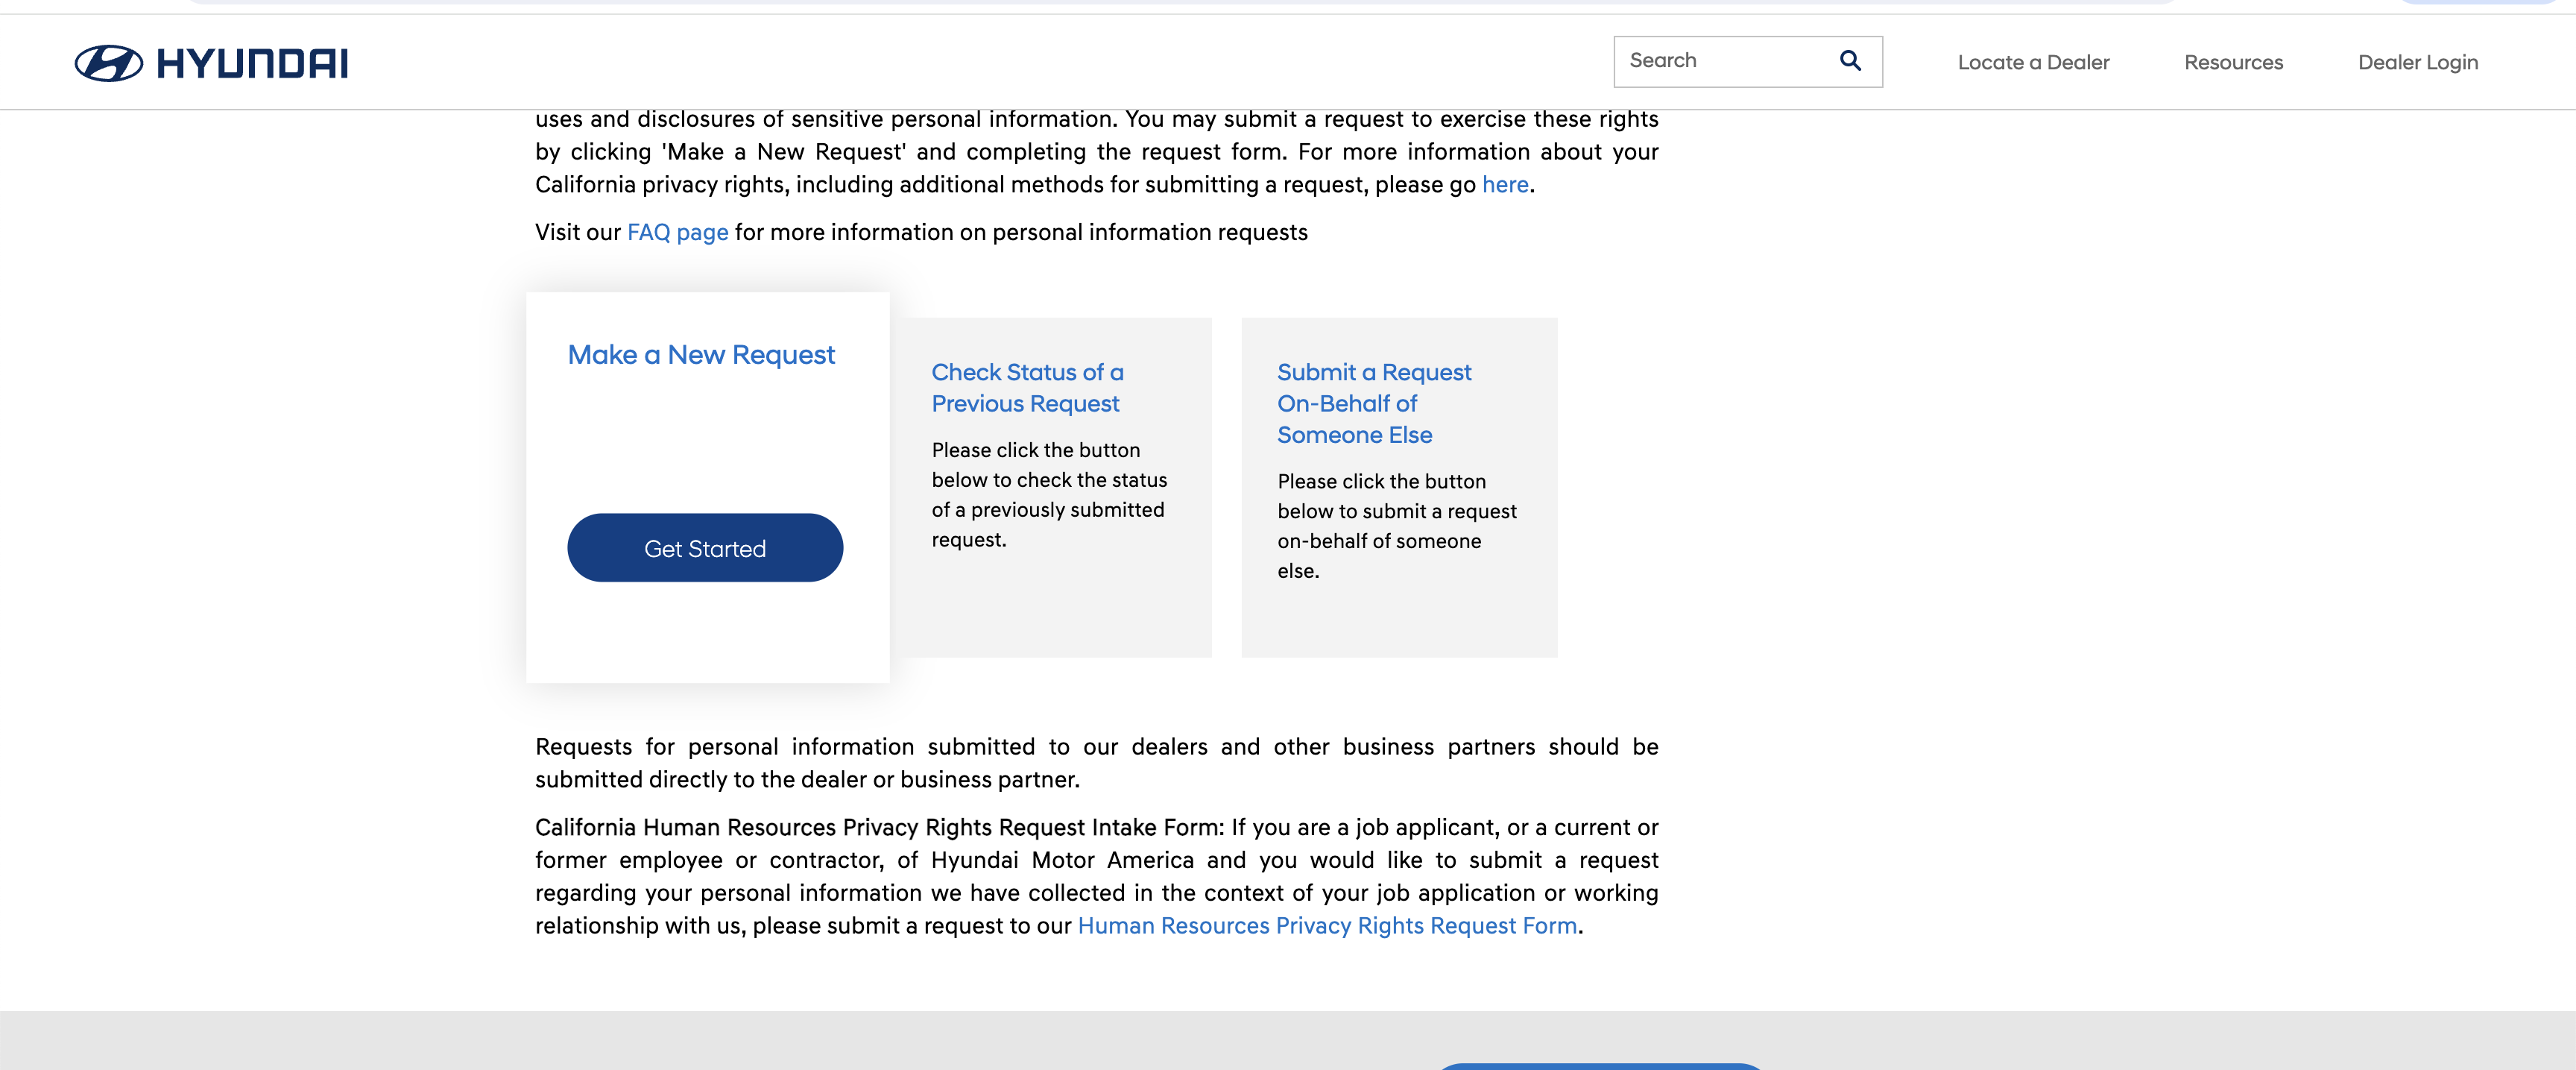 HYUNDAI
Search
Locate a Dealer
Resources
Dealer Login
uses and disclosures of sensitive personal information. You may submit a request to exercise these rights
by clicking 'Make a New Request' and completing the request form. For more information about your
California privacy rights, including additional methods for submitting a request, please go here.
Visit our FAQ page for more information on personal information requests
Make a New Request
Get Started
Check Status of a
Previous Request
Please click the button
below to check the status
of a previously submitted
request.
Submit a Request
On-Behalf of
Someone Else
Please click the button
below to submit a request
on-behalf of someone
else.
Requests for personal information submitted to our dealers and other business partners should be
submitted directly to the dealer or business partner.
California Human Resources Privacy Rights Request Intake Form: If you are a job applicant, or a current or
former employee or contractor, of Hyundai Motor America and you would like to submit a request
regarding your personal information we have collected in the context of your job application or working
relationship with us, please submit a request to our Human Resources Privacy Rights Request Form.